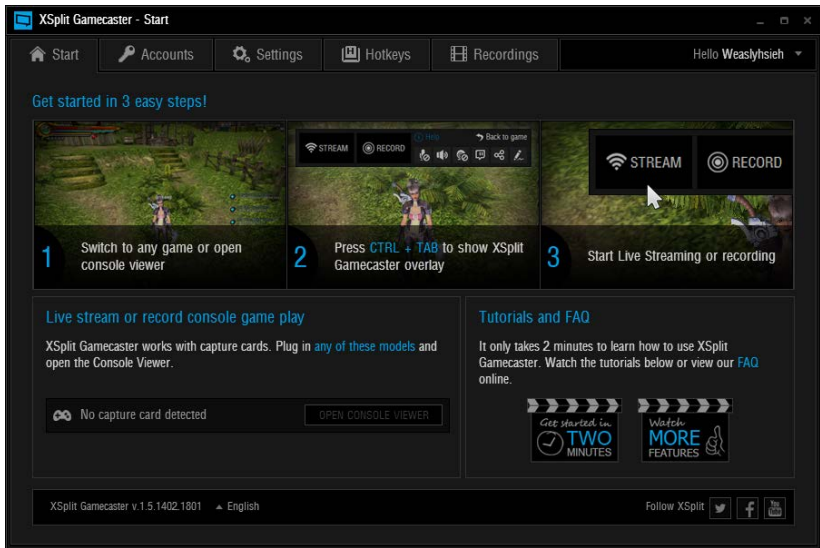 XSplit Gamecaster - Start
Start
Accounts
Settings
Hotkeys
Recordings
Hello Weaslyhsieh
Get started in 3 easy steps!
1
Switch to any game or open
console viewer
STREAM
RECORD
Help
Back to game
2
Press CTRL + TAB to show XSplit
Gamecaster overlay
STREAM
RECORD
3
Start Live Streaming or recording
Live stream or record console game play
XSplit Gamecaster works with capture cards. Plug in any of these models and
open the Console Viewer.
No capture card detected
OPEN CONSOLE VIEWER
Tutorials and FAQ
It only takes 2 minutes to learn how to use XSplit
Gamecaster. Watch the tutorials below or view our FAQ
online.
Get started in
TWO
MINUTES
Watch
MORE
FEATURES
XSplit Gamecaster v.1.5.1402.1801
English
Follow XSplit
You
Tube